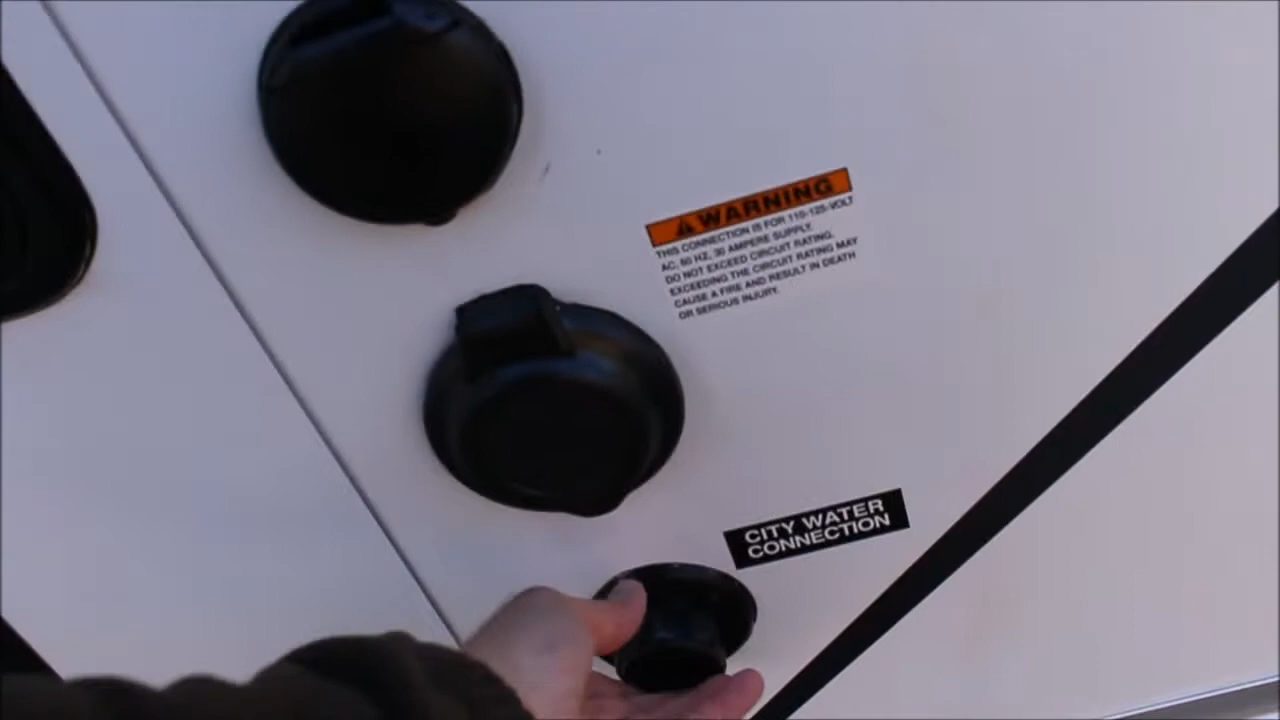 WARNING
THIS CONNECTION IS FOR 110-125-VOLT
AC, 60 HZ, 30 AMPERE SUPPLY.
DO NOT EXCEED CIRCUIT RATING.
EXCEEDING THE CIRCUIT RATING MAY
CAUSE A FIRE AND RESULT IN DEATH
OR SERIOUS INJURY.
CITY WATER
CONNECTION